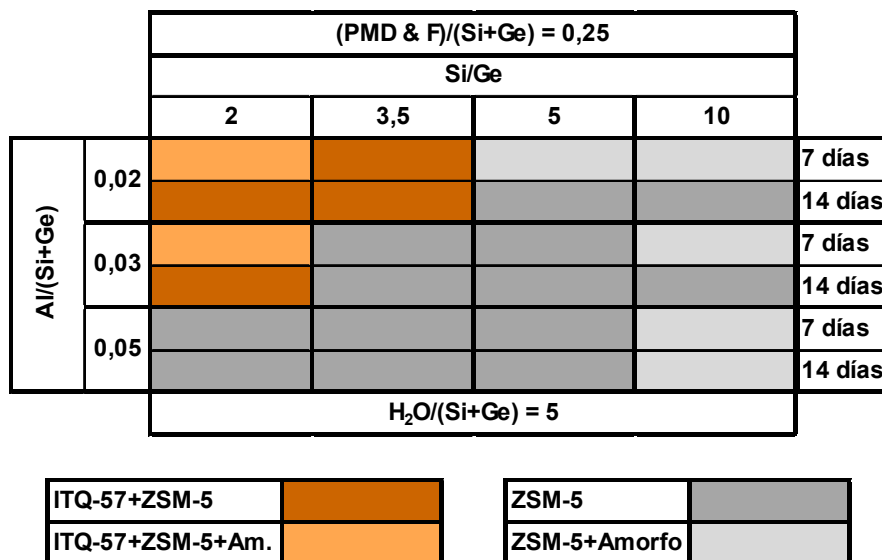 (PMD & F)/(Si+Ge) = 0,25
Si/Ge
2 3,5 5 10
Al/(Si+Ge)
0,02 7 días
14 días
0,03 7 días
14 días
0,05 7 días
14 días
H₂O/(Si+Ge) = 5
ITQ-57+ZSM-5 ZSM-5
ITQ-57+ZSM-5+Am. ZSM-5+Amorfo